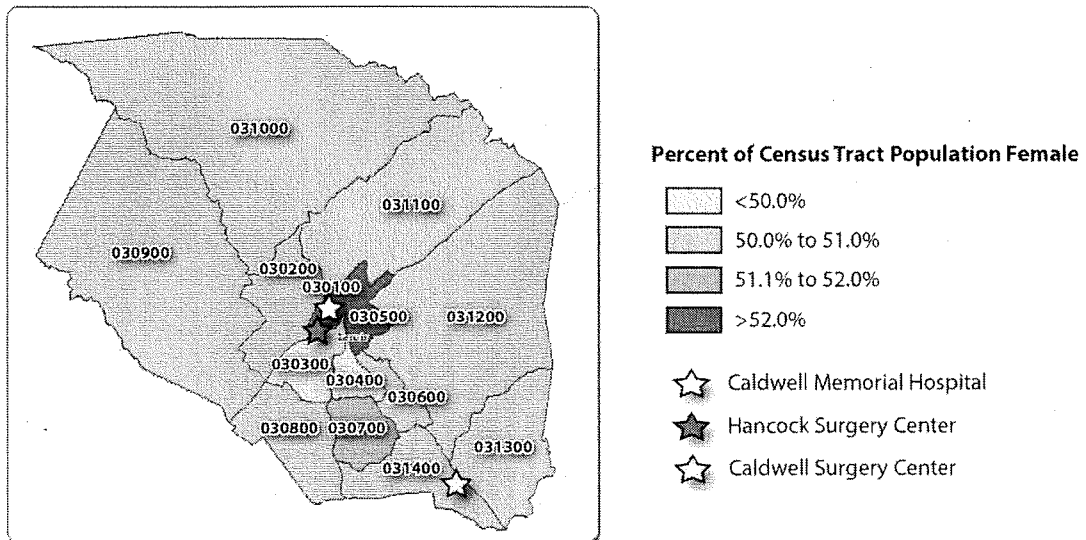 031000
031100
030900
030200
030100
030500
031200
030300
030400
030600
030800
030700
031300
031400
Percent of Census Tract Population Female
<50.0%
50.0% to 51.0%
51.1% to 52.0%
>52.0%
Caldwell Memorial Hospital
Hancock Surgery Center
Caldwell Surgery Center